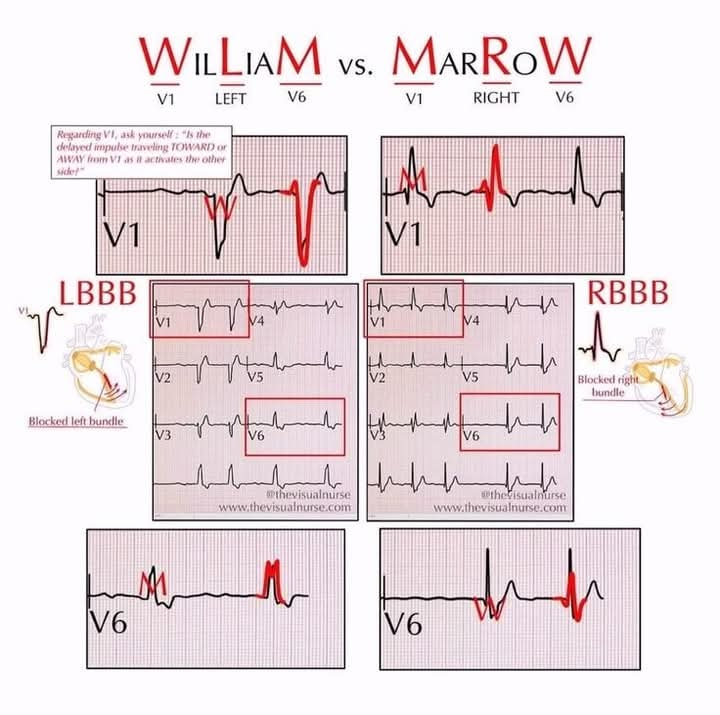 WILLIAM VS. MARROW
V1 LEFT V6 V1 RIGHT V6
Regarding V1, ask yourself : "Is the
delayed impulse traveling TOWARD or
AWAY from V1 as it activates the other
side?"
W
M
V1
V1
LBBB
RBBB
V1
V1
V4
V1
V4
V2
V5
V2
V5
Blocked left bundle
Blocked right
bundle
V3
V6
V3
V6
@thevisualnurse
www.thevisualnurse.com
@thevisualnurse
www.thevisualnurse.com
M
M
W
V6
V6